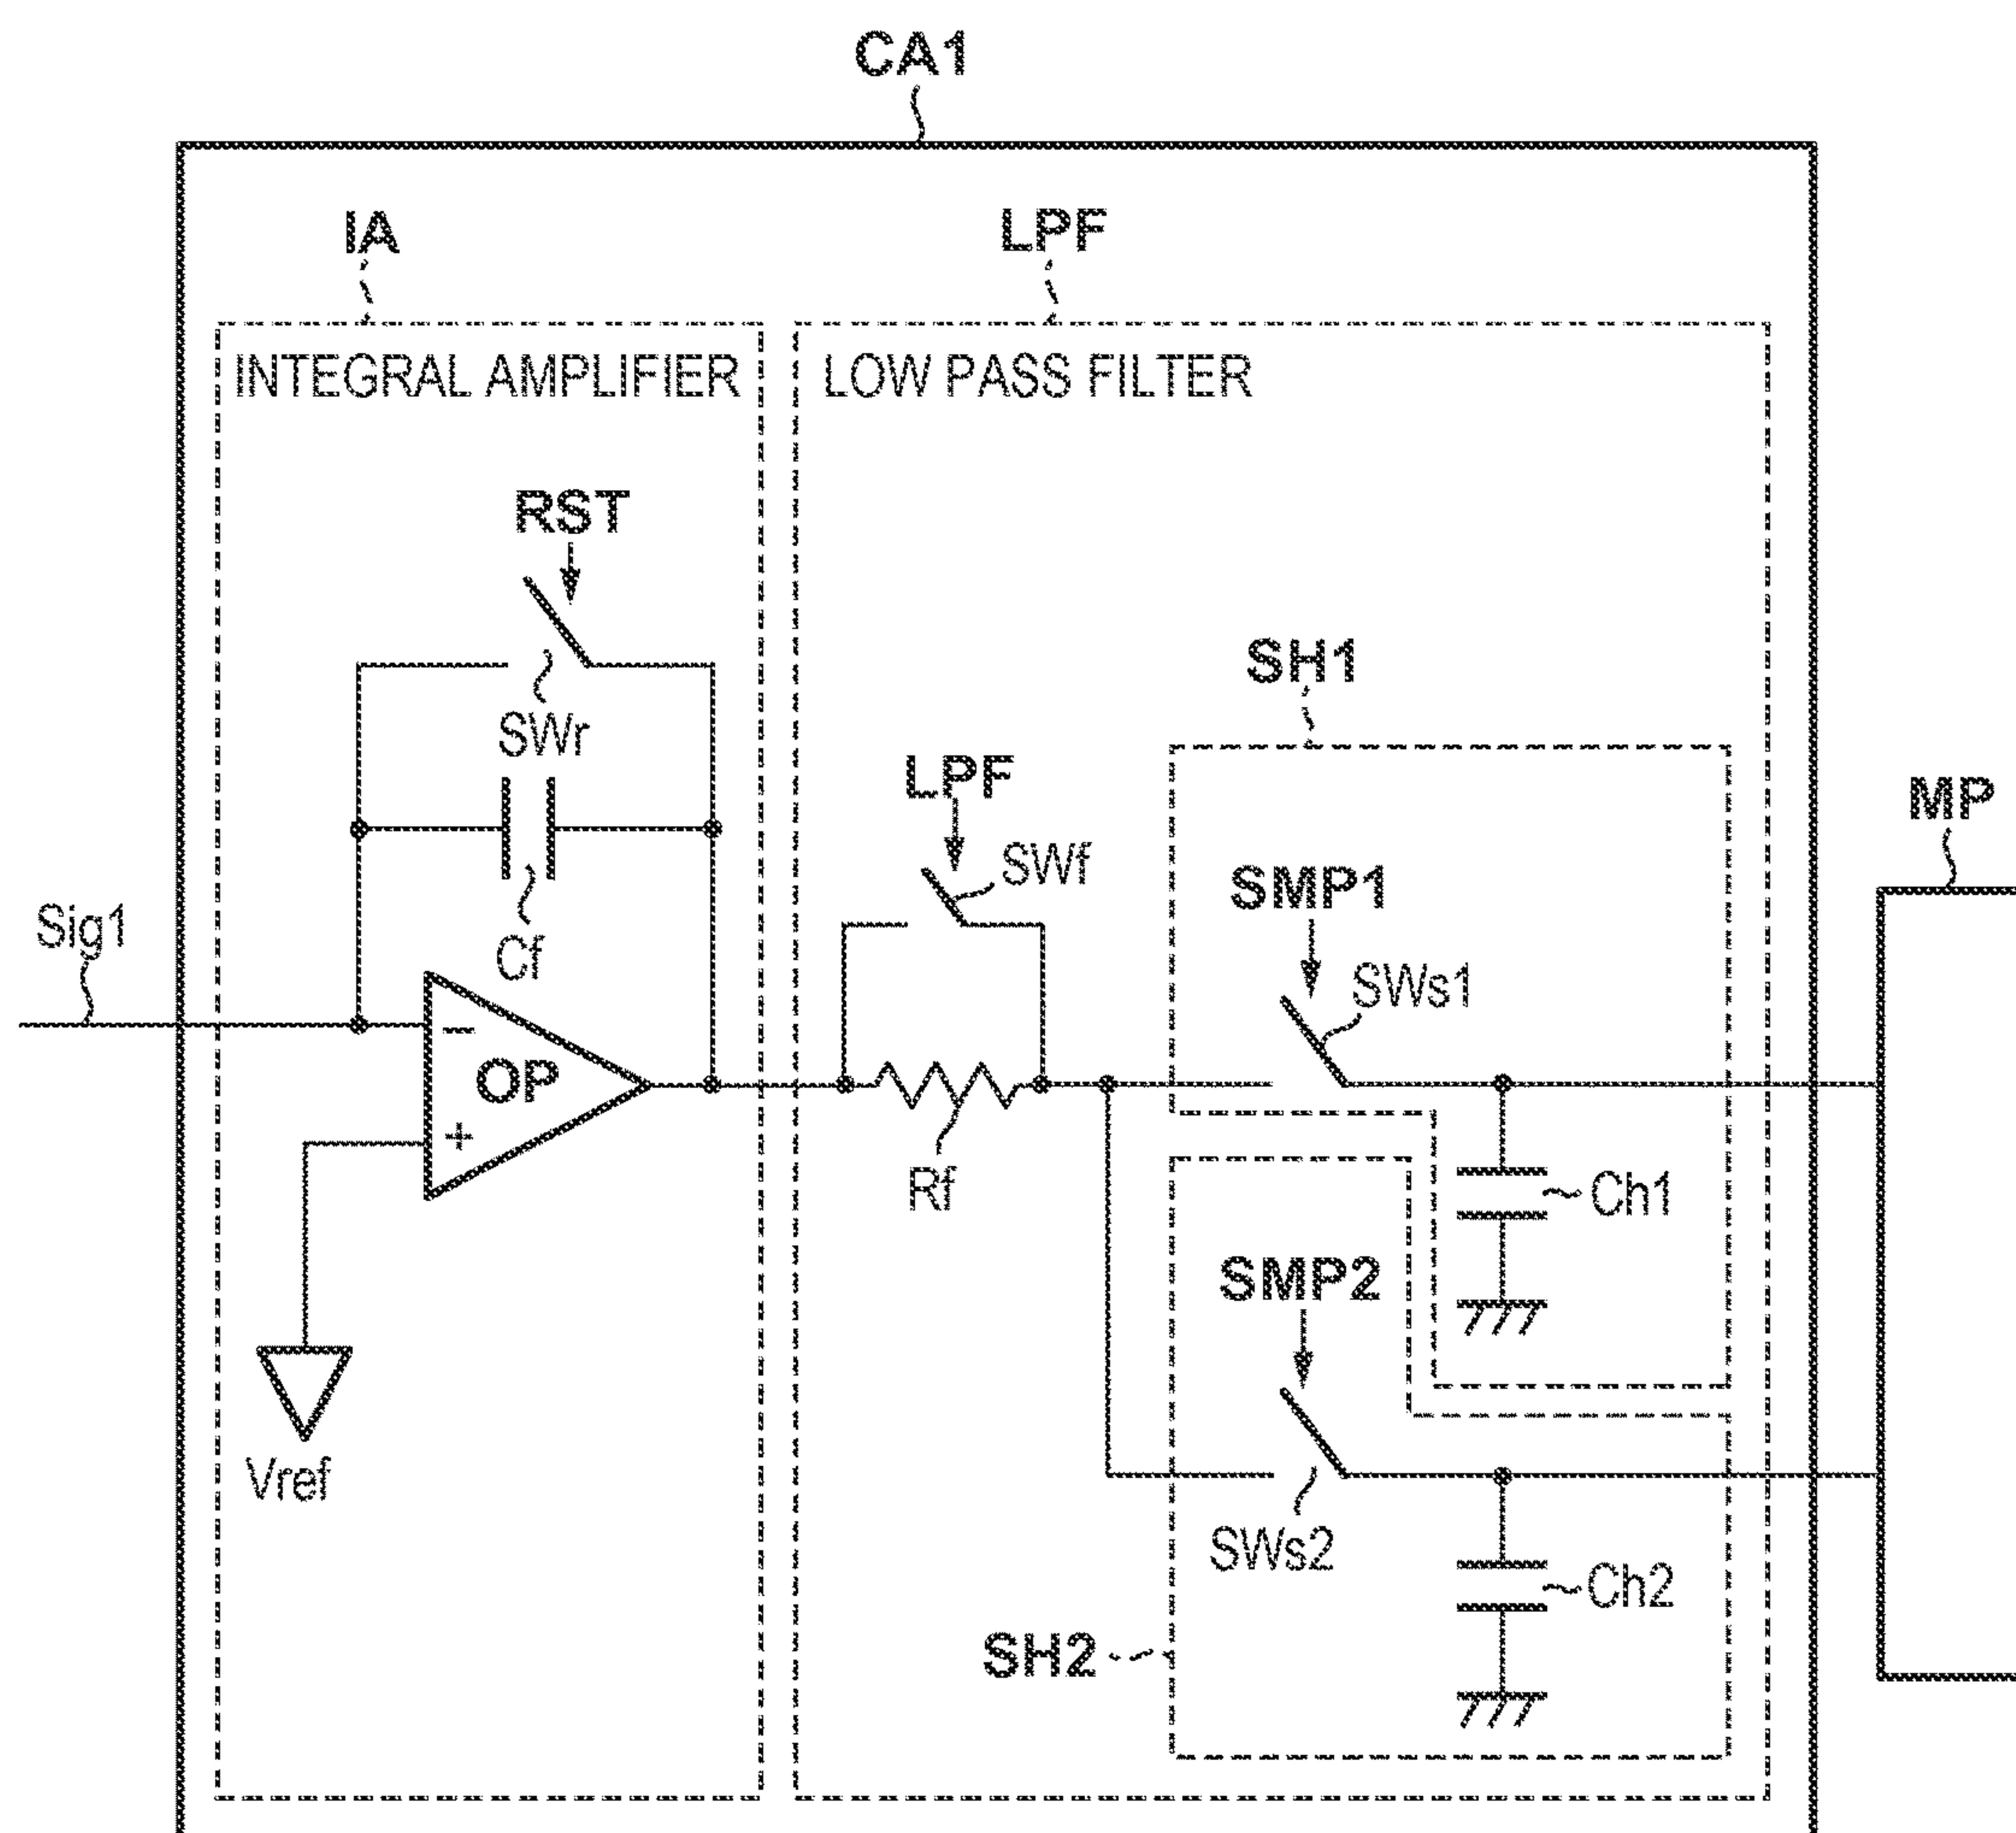 CA1
IA
LPF
INTEGRAL AMPLIFIER
LOW PASS FILTER
RST
SWr
Cf
Sig1
−
OP
+
Vref
LPF
SWf
Rf
SH1
SMP1
SWs1
Ch1
MP
SMP2
SWs2
Ch2
SH2